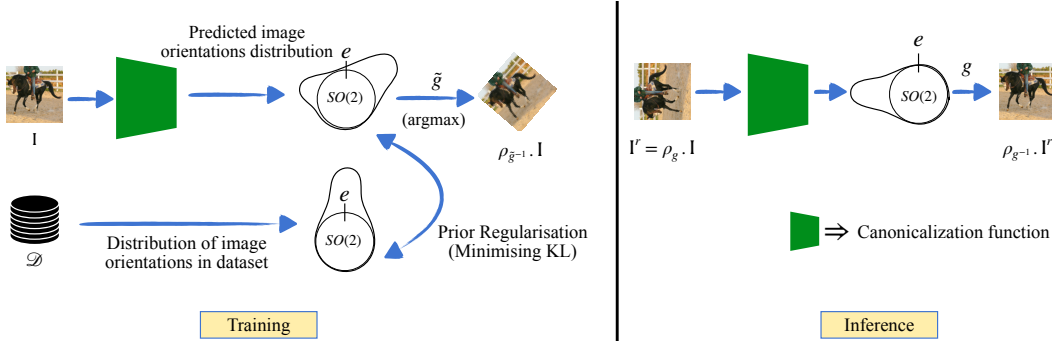 Predicted image
orientations distribution
e
SO(2)
g̃
(argmax)
I
ρ_{g̃⁻¹} . I
𝒟
Distribution of image
orientations in dataset
e
SO(2)
Prior Regularisation
(Minimising KL)
Training
e
SO(2)
g
I^r = ρ_g . I
ρ_{g⁻¹} . I^r
⇒ Canonicalization function
Inference